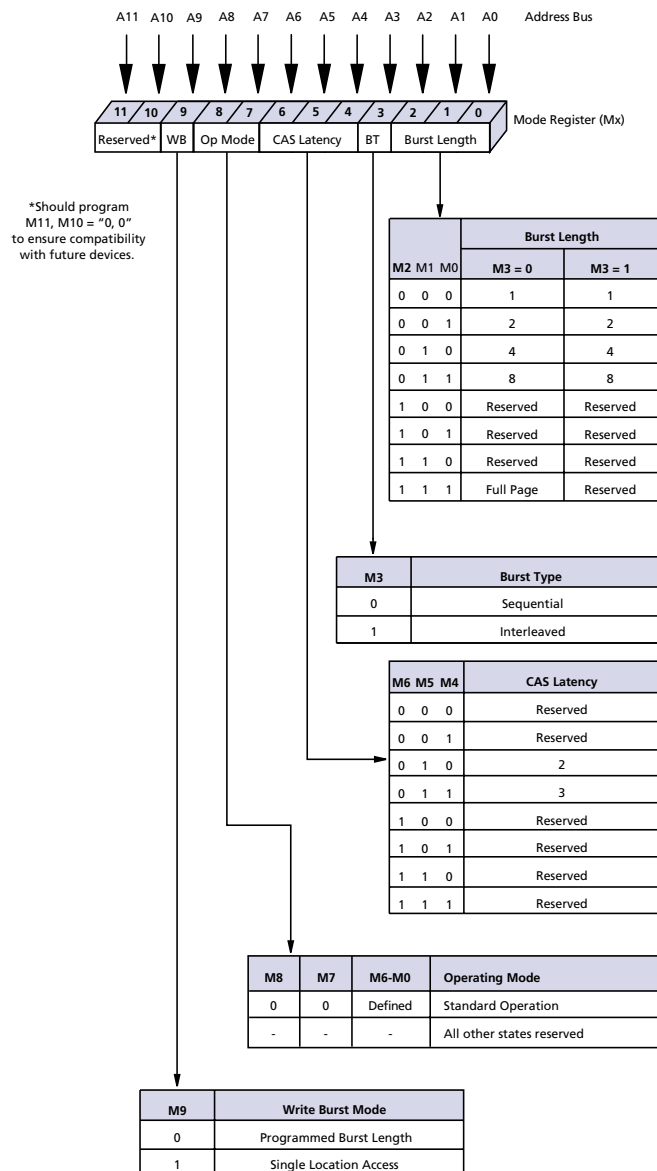 A11 A10 A9 A8 A7 A6 A5 A4 A3 A2 A1 A0 Address Bus
11 10 9 8 7 6 5 4 3 2 1 0
Mode Register (Mx)
Reserved* WB Op Mode CAS Latency BT Burst Length
*Should program
M11, M10 = “0, 0”
to ensure compatibility
with future devices.
Burst Length
M2 M1 M0 M3 = 0 M3 = 1
0 0 0 1 1
0 0 1 2 2
0 1 0 4 4
0 1 1 8 8
1 0 0 Reserved Reserved
1 0 1 Reserved Reserved
1 1 0 Reserved Reserved
1 1 1 Full Page Reserved
M3 Burst Type
0 Sequential
1 Interleaved
M6 M5 M4 CAS Latency
0 0 0 Reserved
0 0 1 Reserved
0 1 0 2
0 1 1 3
1 0 0 Reserved
1 0 1 Reserved
1 1 0 Reserved
1 1 1 Reserved
M8 M7 M6-M0 Operating Mode
0 0 Defined Standard Operation
- - - All other states reserved
M9 Write Burst Mode
0 Programmed Burst Length
1 Single Location Access